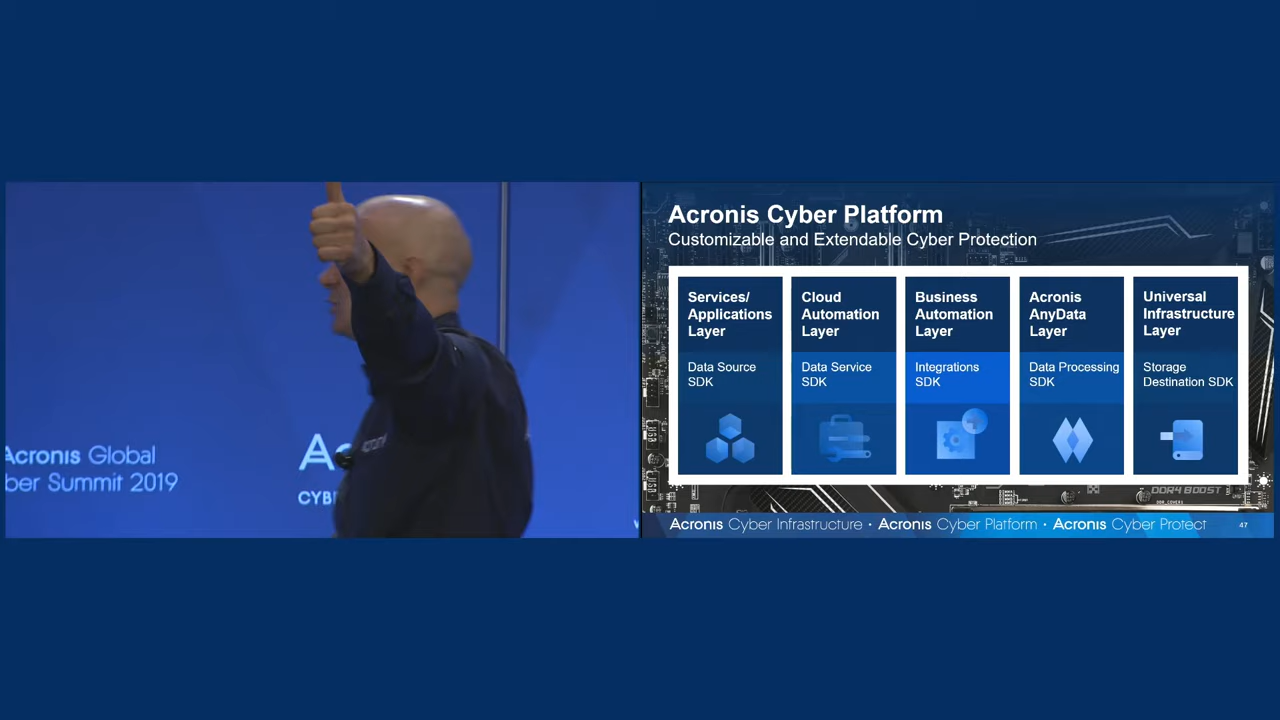 Acronis Global
ber Summit 2019
Ac
CYB
Acronis Cyber Platform
Customizable and Extendable Cyber Protection
Services/
Applications
Layer
Data Source
SDK
Cloud
Automation
Layer
Data Service
SDK
Business
Automation
Layer
Integrations
SDK
Acronis
AnyData
Layer
Data Processing
SDK
Universal
Infrastructure
Layer
Storage
Destination SDK
DDR4 BOOST
Acronis Cyber Infrastructure · Acronis Cyber Platform · Acronis Cyber Protect
47